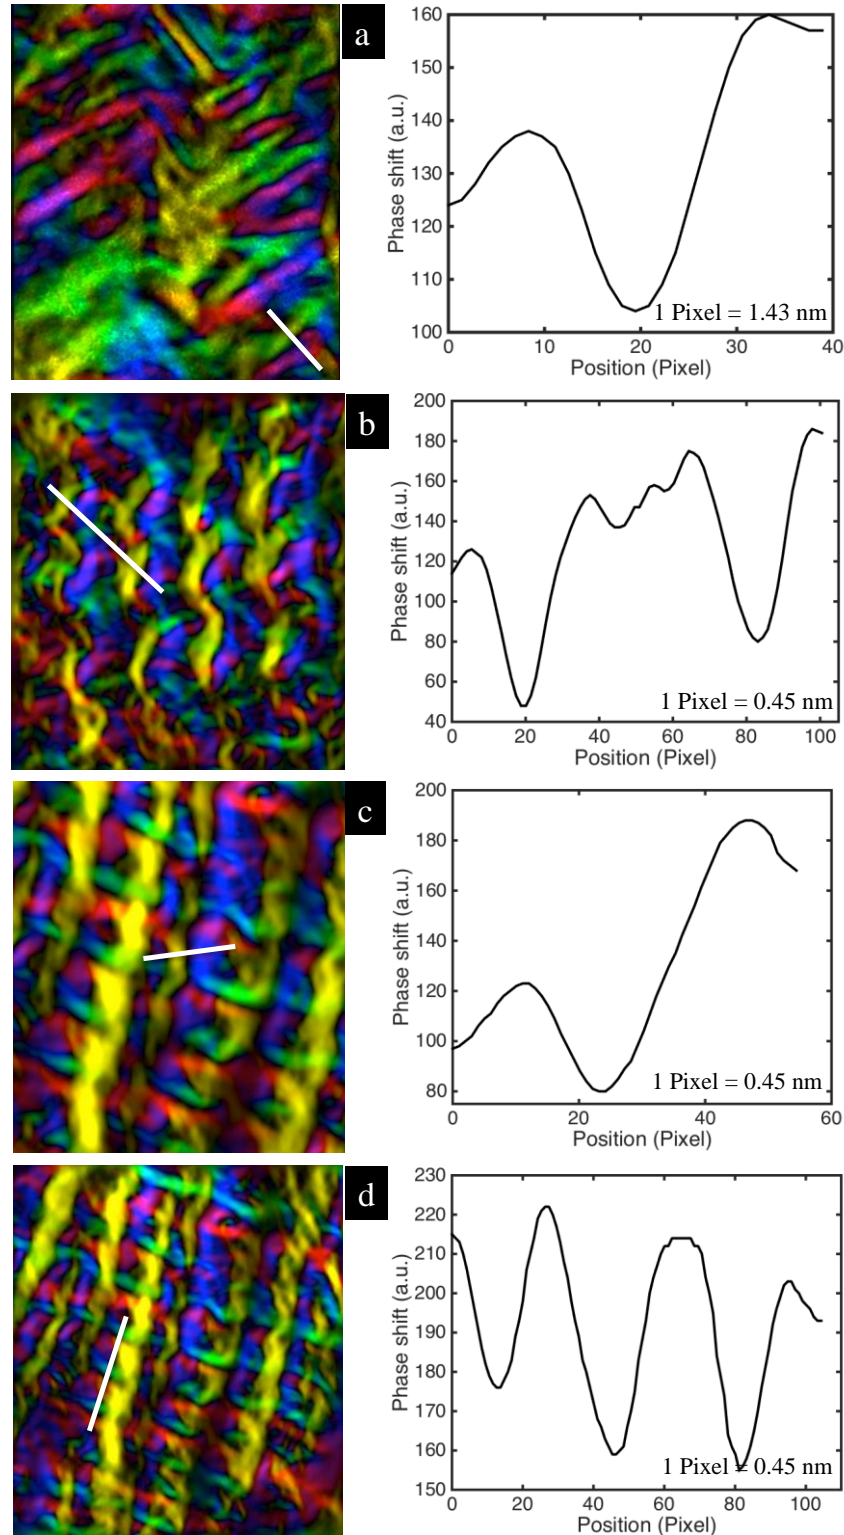 a
160
150
140
130
120
110
100
Phase shift (a.u.)
1 Pixel = 1.43 nm
0 10 20 30 40
Position (Pixel)
b
200
180
160
140
120
100
80
60
40
Phase shift (a.u.)
1 Pixel = 0.45 nm
0 20 40 60 80 100
Position (Pixel)
c
200
180
160
140
120
100
80
Phase shift (a.u.)
1 Pixel = 0.45 nm
0 20 40 60
Position (Pixel)
d
230
220
210
200
190
180
170
160
150
Phase shift (a.u.)
1 Pixel = 0.45 nm
0 20 40 60 80 100
Position (Pixel)